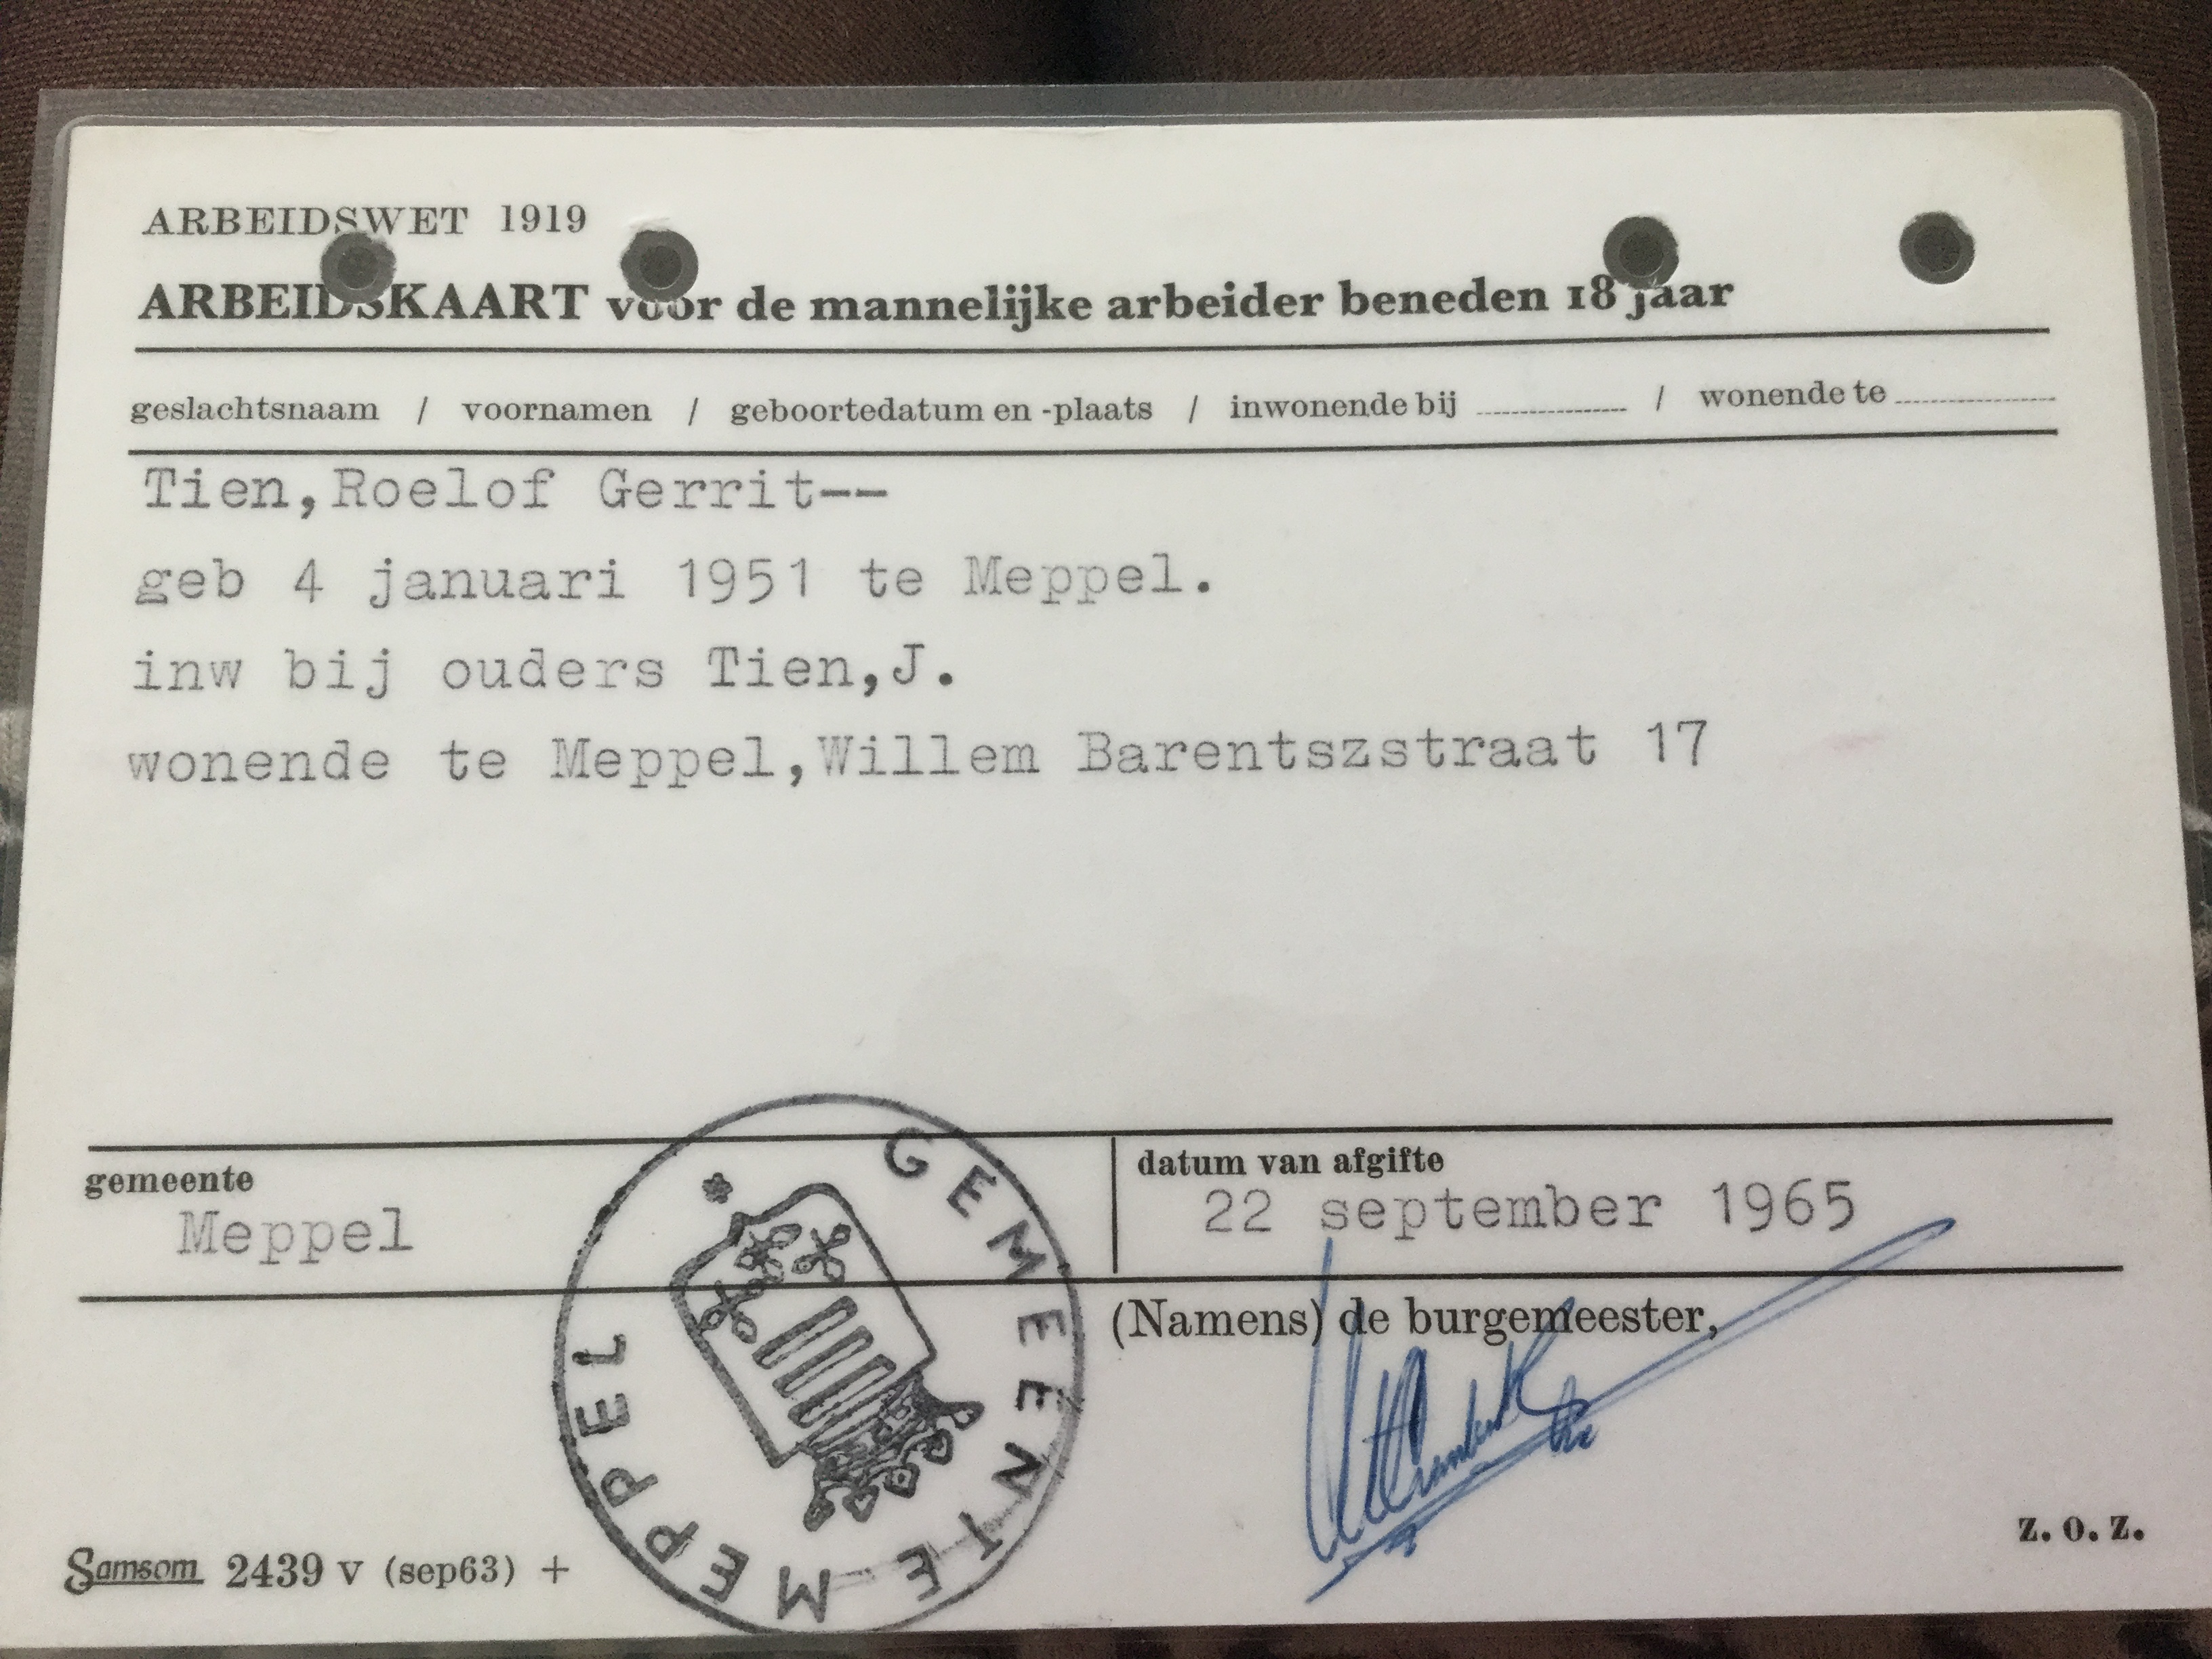 ARBEIDSWET 1919
ARBEIDSKAART voor de mannelijke arbeider beneden 18 jaar
geslachtsnaam / voornamen / geboortedatum en -plaats / inwonende bij / wonende te
Tien,Roelof Gerrit--
geb 4 januari 1951 te Meppel.
inw bij ouders Tien,J.
wonende te Meppel,Willem Barentszstraat 17
gemeente
Meppel
datum van afgifte
22 september 1965
(Namens) de burgemeester,
GEMEENTE MEPPEL *
z. o. z.
Samsom 2439 v (sep63) +